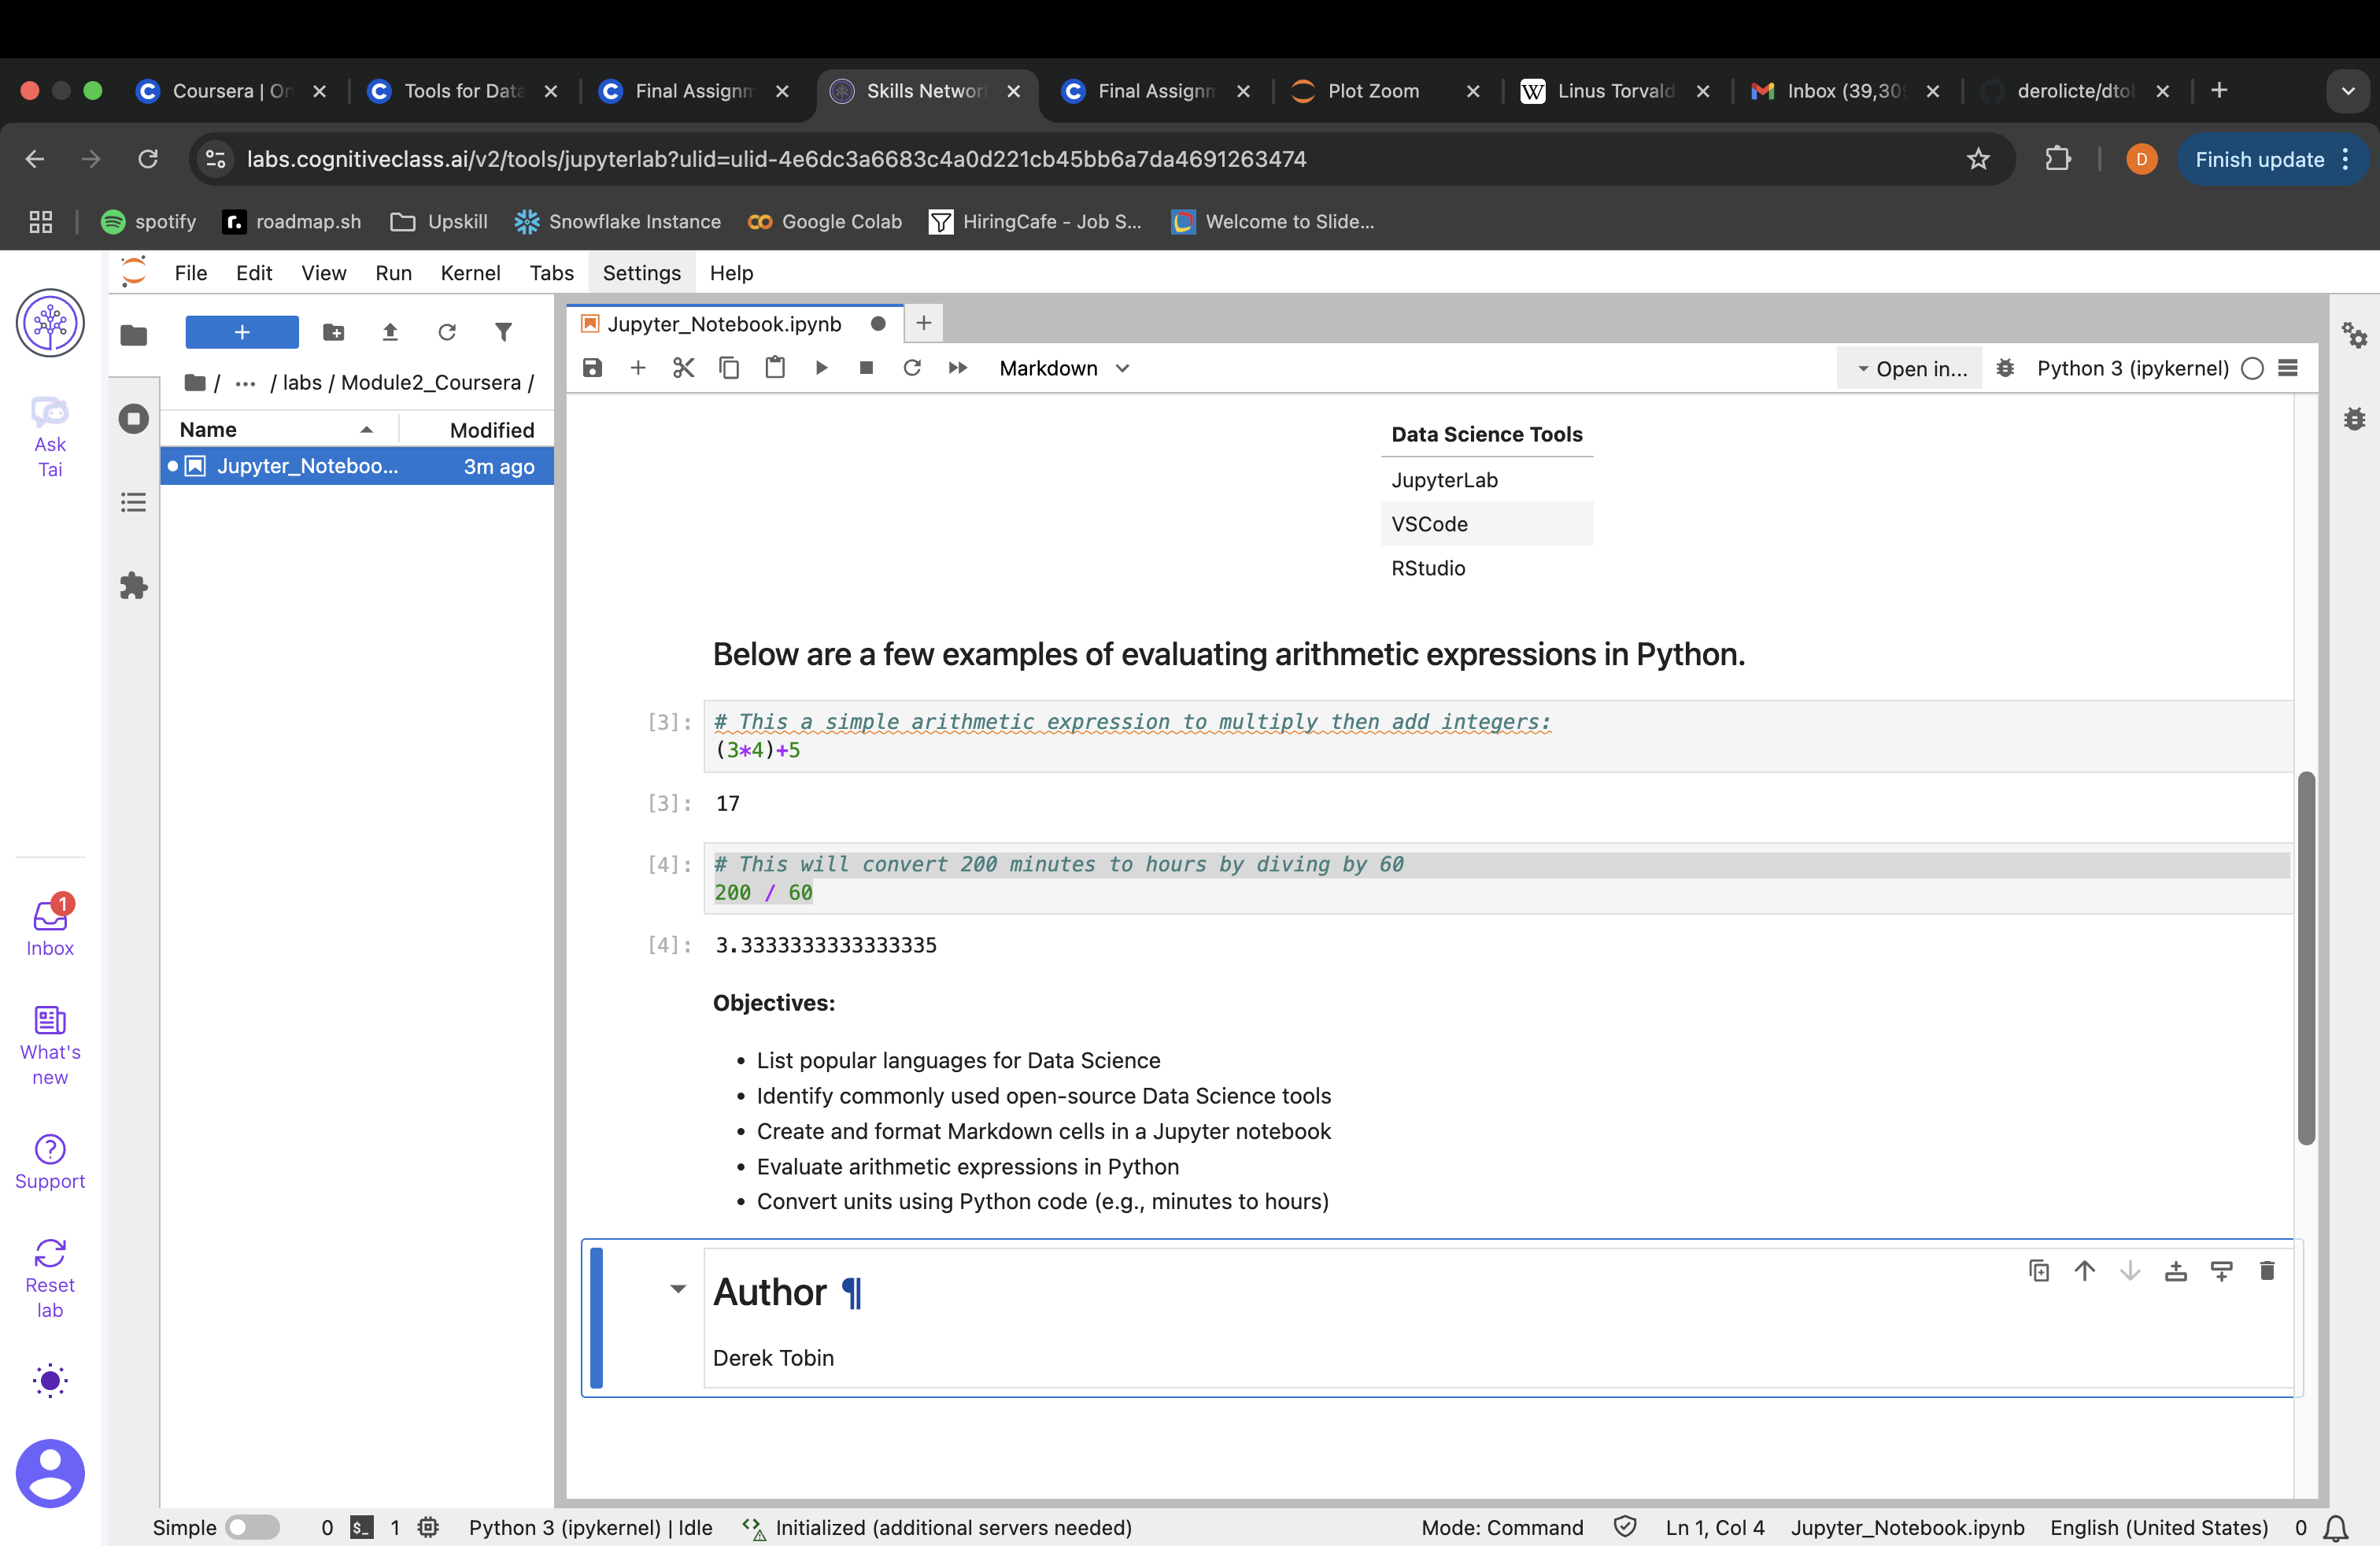 Coursera | On
Tools for Data
Final Assignm
Skills Networ
Final Assignm
Plot Zoom
W Linus Torvald
Inbox (39,30
derolicte/dto
labs.cognitiveclass.ai/v2/tools/jupyterlab?ulid=ulid-4e6dc3a6683c4a0d221cb45bb6a7da4691263474
D
Finish update
spotify
r. roadmap.sh
Upskill
Snowflake Instance
Google Colab
HiringCafe - Job S...
Welcome to Slide...
File Edit View Run Kernel Tabs Settings Help
Ask
Tai
1
Inbox
What's
new
Support
Reset
lab
/ ... / labs / Module2_Coursera /
Name Modified
Jupyter_Noteboo... 3m ago
Jupyter_Notebook.ipynb
Markdown
Open in...
Python 3 (ipykernel)
Data Science Tools
JupyterLab
VSCode
RStudio
Below are a few examples of evaluating arithmetic expressions in Python.
[3]: # This a simple arithmetic expression to multiply then add integers:
(3*4)+5
[3]: 17
[4]: # This will convert 200 minutes to hours by diving by 60
200 / 60
[4]: 3.3333333333333335
Objectives:
• List popular languages for Data Science
• Identify commonly used open-source Data Science tools
• Create and format Markdown cells in a Jupyter notebook
• Evaluate arithmetic expressions in Python
• Convert units using Python code (e.g., minutes to hours)
Author ¶
Derek Tobin
Simple 0 $_ 1 Python 3 (ipykernel) | Idle Initialized (additional servers needed) Mode: Command Ln 1, Col 4 Jupyter_Notebook.ipynb English (United States) 0